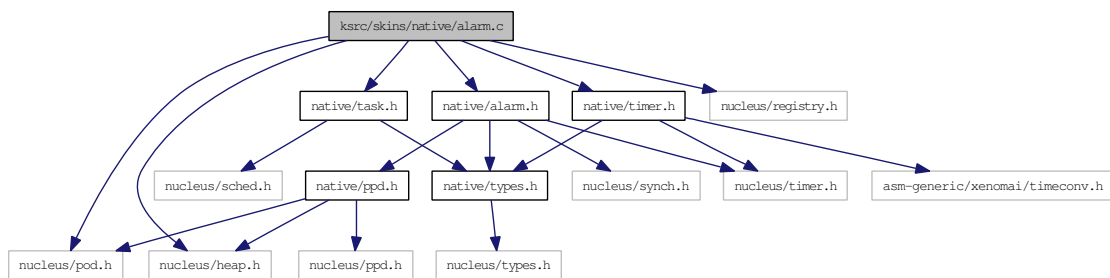 ksrc/skins/native/alarm.c
native/task.h
native/alarm.h
native/timer.h
nucleus/registry.h
nucleus/sched.h
native/ppd.h
native/types.h
nucleus/synch.h
nucleus/timer.h
asm-generic/xenomai/timeconv.h
nucleus/pod.h
nucleus/heap.h
nucleus/ppd.h
nucleus/types.h